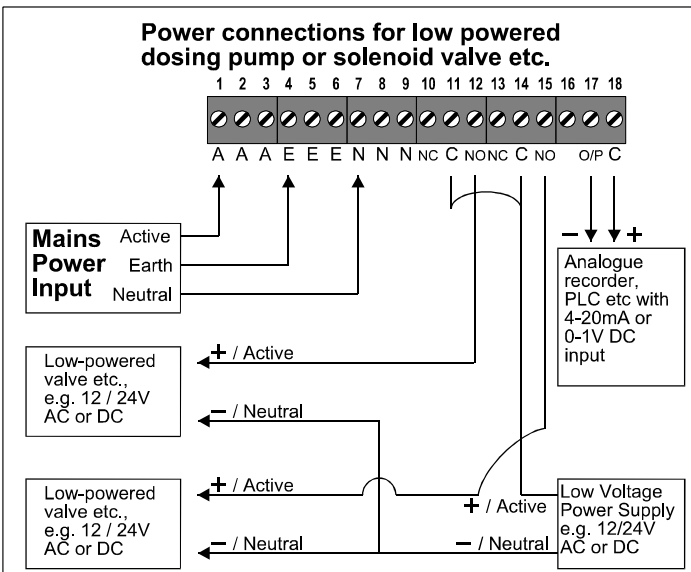 Power connections for low powered
dosing pump or solenoid valve etc.
1 2 3 4 5 6 7 8 9 10 11 12 13 14 15 16 17 18
A A A E E E N N N NC C NO NC C NO O/P C
Mains
Power
Input
Active
Earth
Neutral
− +
Analogue
recorder,
PLC etc with
4-20mA or
0-1V DC
input
Low-powered
valve etc.,
e.g. 12 / 24V
AC or DC
+ / Active
− / Neutral
Low-powered
valve etc.,
e.g. 12 / 24V
AC or DC
+ / Active
− / Neutral
+ / Active
− / Neutral
Low Voltage
Power Supply
e.g. 12/24V
AC or DC